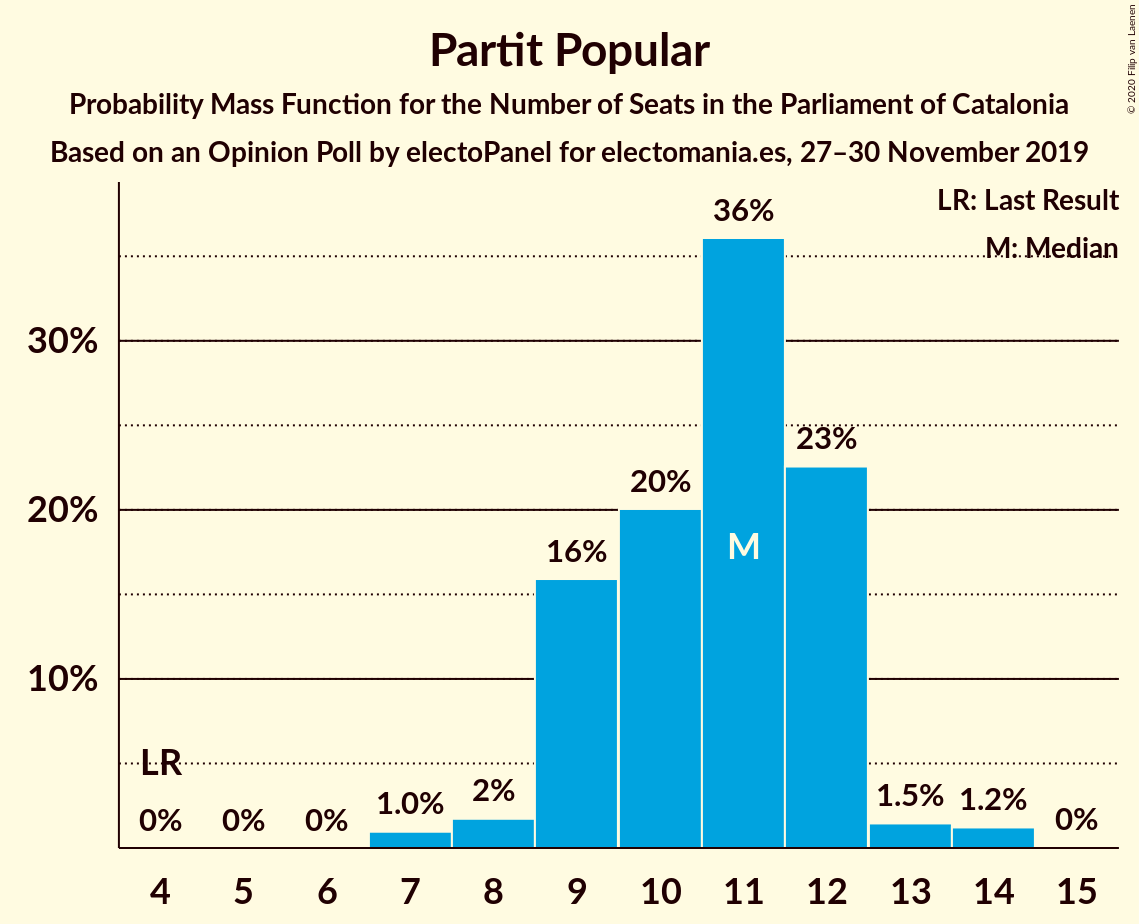 Partit Popular
Probability Mass Function for the Number of Seats in the Parliament of Catalonia
Based on an Opinion Poll by electoPanel for electomania.es, 27–30 November 2019
© 2020 Filip van Laenen
LR: Last Result
M: Median
36%
30%
23%
20%
20%
M
16%
10%
LR
0%
0%
0%
1.0%
2%
1.5%
1.2%
0%
4 5 6 7 8 9 10 11 12 13 14 15